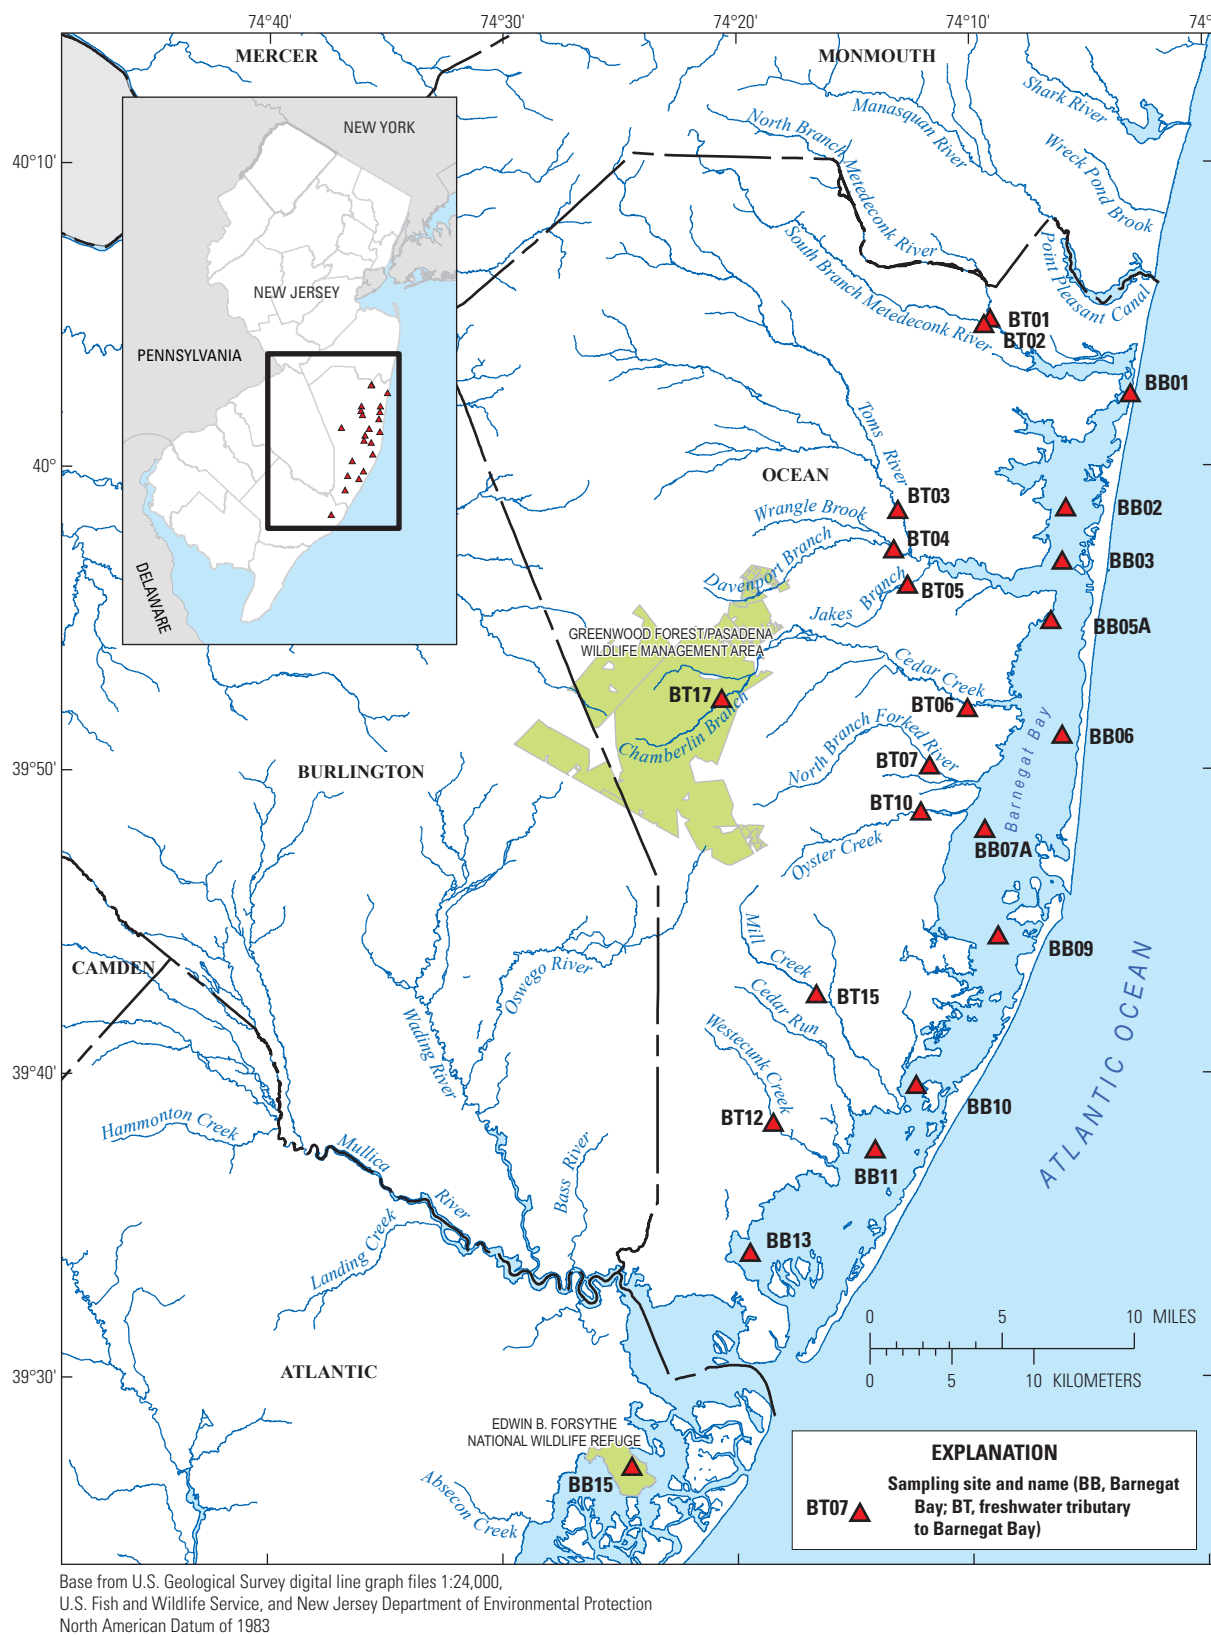 74°40'
74°30'
74°20'
74°10'
74°
MERCER
MONMOUTH
NEW YORK
Shark River
Manasquan River
North Branch Metedeconk River
Wreck Pond Brook
40°10'
South Branch Metedeconk River
Point Pleasant Canal
NEW JERSEY
PENNSYLVANIA
BT01
BT02
BB01
Toms River
40°
OCEAN
BT03
BB02
Wrangle Brook
BT04
Davenport Branch
BB03
DELAWARE
Jakes Branch
BT05
BB05A
GREENWOOD FOREST/PASADENA
WILDLIFE MANAGEMENT AREA
Cedar Creek
BT17
BT06
Chamberlin Branch
North Branch Forked River
BB06
39°50'
BURLINGTON
BT07
Barnegat Bay
BT10
Oyster Creek
BB07A
Mill Creek
BB09
CAMDEN
Oswego River
BT15
Cedar Run
ATLANTIC OCEAN
Wading River
Westecunk Creek
39°40'
BB10
Hammonton Creek
BT12
Mullica River
Bass River
BB11
Landing Creek
BB13
0 5 10 MILES
0 5 10 KILOMETERS
39°30'
ATLANTIC
EDWIN B. FORSYTHE
NATIONAL WILDLIFE REFUGE
BB15
Absecon Creek
EXPLANATION
BT07
Sampling site and name (BB, Barnegat
Bay; BT, freshwater tributary
to Barnegat Bay)
Base from U.S. Geological Survey digital line graph files 1:24,000,
U.S. Fish and Wildlife Service, and New Jersey Department of Environmental Protection
North American Datum of 1983